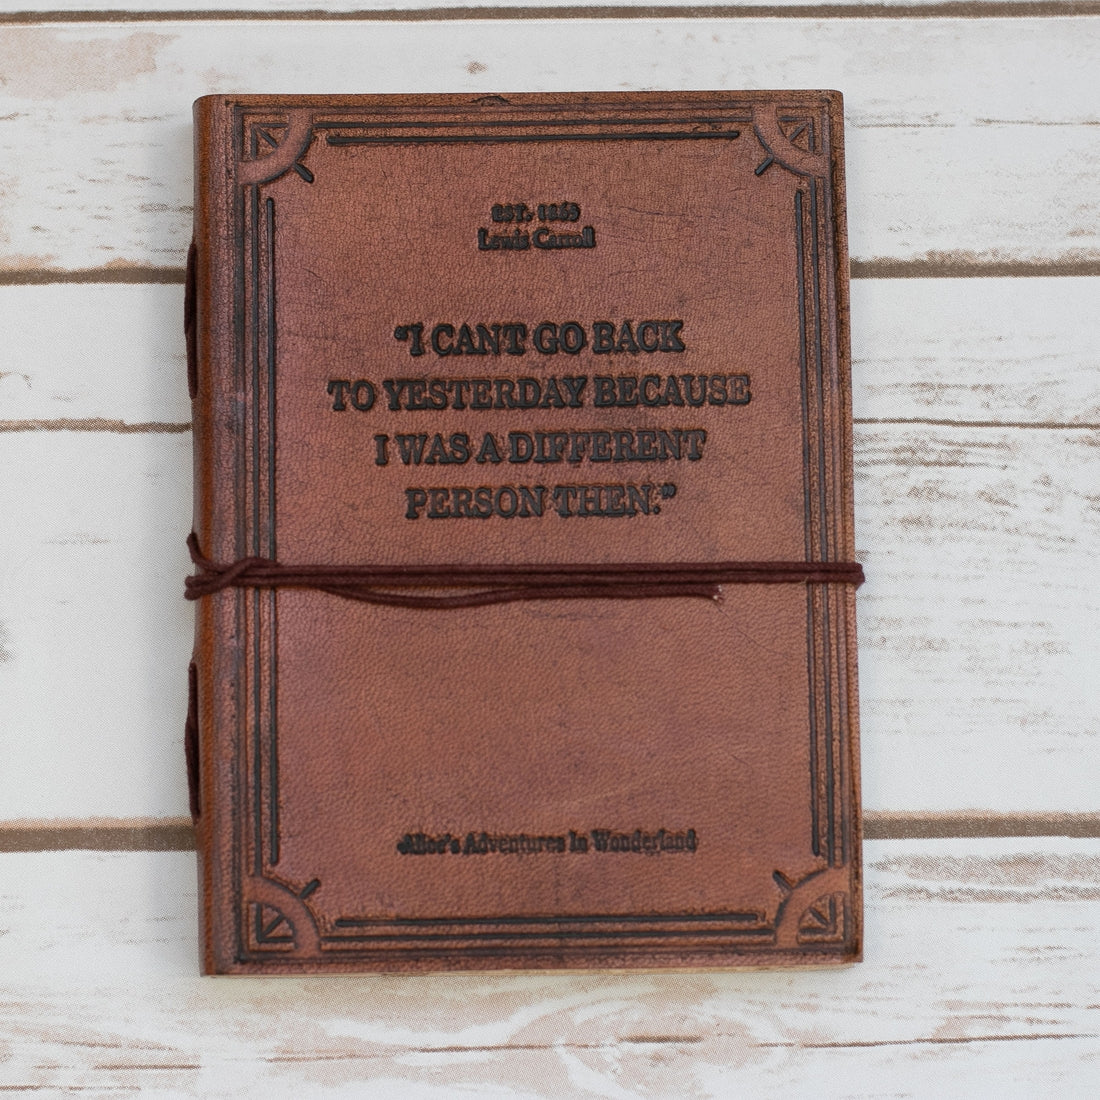 EST. 1865
Lewis Carroll
“I CANT GO BACK
TO YESTERDAY BECAUSE
I WAS A DIFFERENT
PERSON THEN.”
Alice's Adventures In Wonderland